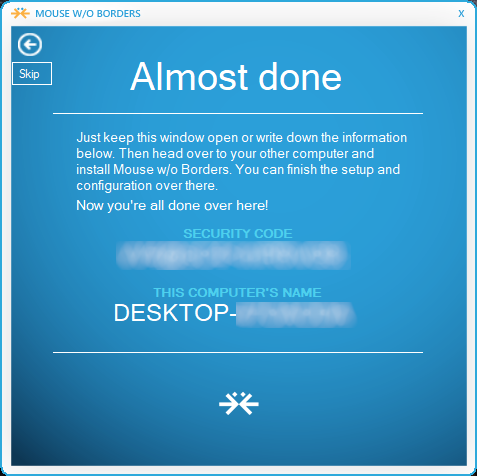 MOUSE W/O BORDERS
X
Skip
Almost done
Just keep this window open or write down the information
below. Then head over to your other computer and
install Mouse w/o Borders. You can finish the setup and
configuration over there.
Now you're all done over here!
SECURITY CODE
THIS COMPUTER'S NAME
DESKTOP-